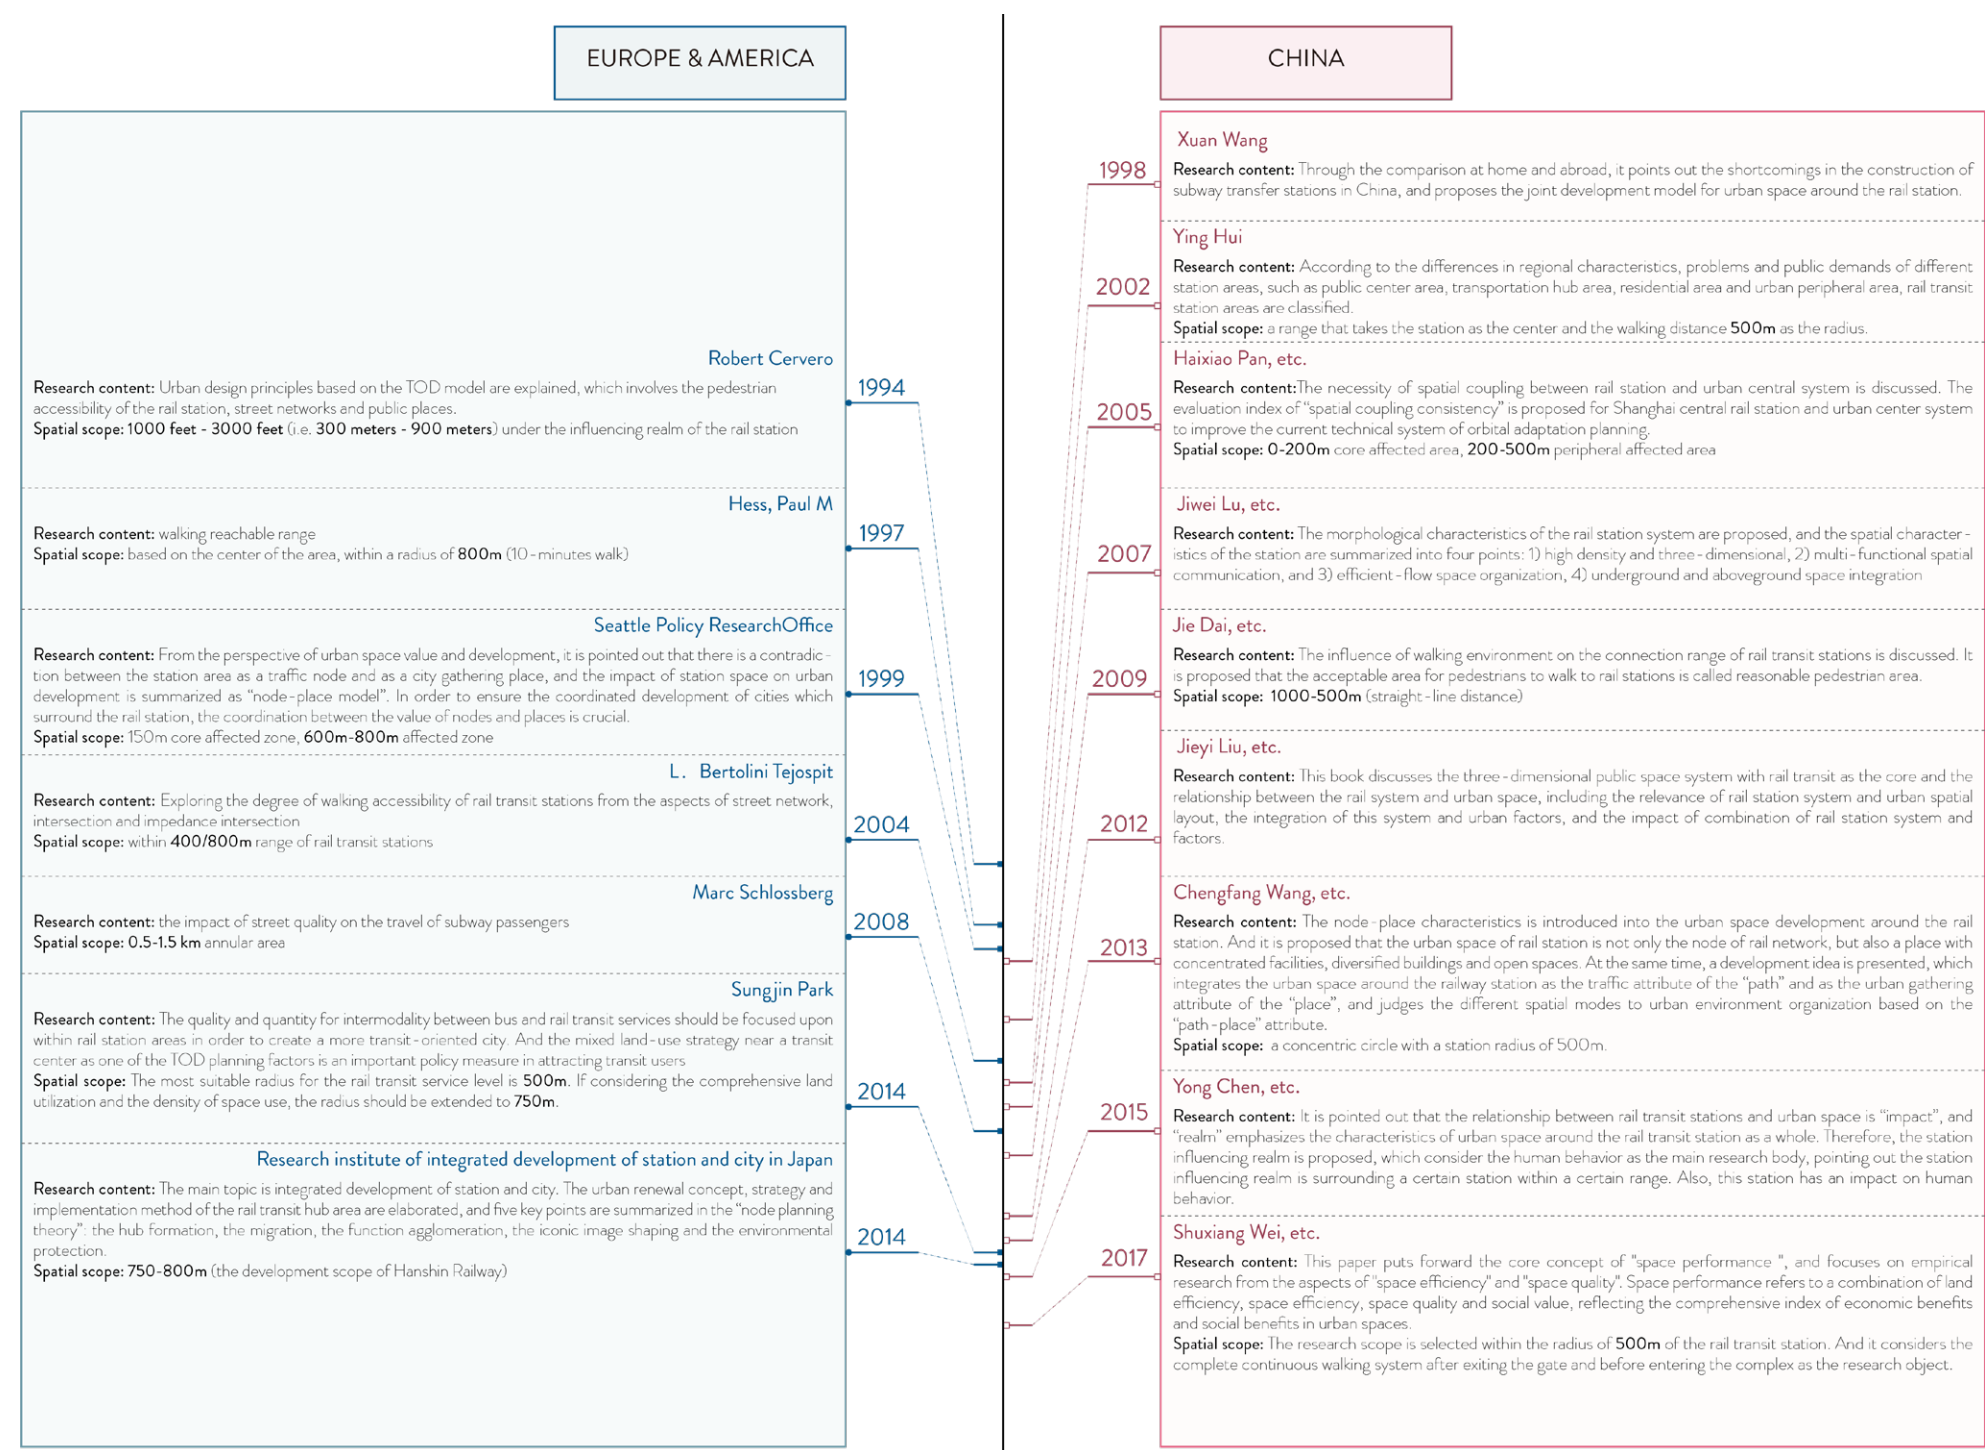 EUROPE & AMERICA
Robert Cervero
Research content: Urban design principles based on the TOD model are explained, which involves the pedestrian
accessibility of the rail station, street networks and public places.
Spatial scope: 1000 feet - 3000 feet (i.e. 300 meters - 900 meters) under the influencing realm of the rail station
1994
Hess, Paul M
Research content: walking reachable range
Spatial scope: based on the center of the area, within a radius of 800m (10-minutes walk)
1997
Seattle Policy ResearchOffice
Research content: From the perspective of urban space value and development, it is pointed out that there is a contradic-
tion between the station area as a traffic node and as a city gathering place, and the impact of station space on urban
development is summarized as “node-place model”. In order to ensure the coordinated development of cities which
surround the rail station, the coordination between the value of nodes and places is crucial.
Spatial scope: 150m core affected zone, 600m-800m affected zone
1999
L. Bertolini Tejospit
Research content: Exploring the degree of walking accessibility of rail transit stations from the aspects of street network,
intersection and impedance intersection
Spatial scope: within 400/800m range of rail transit stations
2004
Marc Schlossberg
Research content: the impact of street quality on the travel of subway passengers
Spatial scope: 0.5-1.5 km annular area
2008
Sungjin Park
Research content: The quality and quantity for intermodality between bus and rail transit services should be focused upon
within rail station areas in order to create a more transit-oriented city. And the mixed land-use strategy near a transit
center as one of the TOD planning factors is an important policy measure in attracting transit users
Spatial scope: The most suitable radius for the rail transit service level is 500m. If considering the comprehensive land
utilization and the density of space use, the radius should be extended to 750m.
2014
Research institute of integrated development of station and city in Japan
Research content: The main topic is integrated development of station and city. The urban renewal concept, strategy and
implementation method of the rail transit hub area are elaborated, and five key points are summarized in the “node planning
theory”: the hub formation, the migration, the function agglomeration, the iconic image shaping and the environmental
protection.
Spatial scope: 750-800m (the development scope of Hanshin Railway)
2014
CHINA
Xuan Wang
1998
Research content: Through the comparison at home and abroad, it points out the shortcomings in the construction of
subway transfer stations in China, and proposes the joint development model for urban space around the rail station.
Ying Hui
2002
Research content: According to the differences in regional characteristics, problems and public demands of different
station areas, such as public center area, transportation hub area, residential area and urban peripheral area, rail transit
station areas are classified.
Spatial scope: a range that takes the station as the center and the walking distance 500m as the radius.
Haixiao Pan, etc.
2005
Research content:The necessity of spatial coupling between rail station and urban central system is discussed. The
evaluation index of “spatial coupling consistency” is proposed for Shanghai central rail station and urban center system
to improve the current technical system of orbital adaptation planning.
Spatial scope: 0-200m core affected area, 200-500m peripheral affected area
Jiwei Lu, etc.
2007
Research content: The morphological characteristics of the rail station system are proposed, and the spatial character-
istics of the station are summarized into four points: 1) high density and three-dimensional, 2) multi-functional spatial
communication, and 3) efficient-flow space organization, 4) underground and aboveground space integration
Jie Dai, etc.
2009
Research content: The influence of walking environment on the connection range of rail transit stations is discussed. It
is proposed that the acceptable area for pedestrians to walk to rail stations is called reasonable pedestrian area.
Spatial scope: 1000-500m (straight-line distance)
Jieyi Liu, etc.
2012
Research content: This book discusses the three-dimensional public space system with rail transit as the core and the
relationship between the rail system and urban space, including the relevance of rail station system and urban spatial
layout, the integration of this system and urban factors, and the impact of combination of rail station system and
factors.
Chengfang Wang, etc.
2013
Research content: The node-place characteristics is introduced into the urban space development around the rail
station. And it is proposed that the urban space of rail station is not only the node of rail network, but also a place with
concentrated facilities, diversified buildings and open spaces. At the same time, a development idea is presented, which
integrates the urban space around the railway station as the traffic attribute of the “path” and as the urban gathering
attribute of the “place”, and judges the different spatial modes to urban environment organization based on the
“path-place” attribute.
Spatial scope: a concentric circle with a station radius of 500m.
Yong Chen, etc.
2015
Research content: It is pointed out that the relationship between rail transit stations and urban space is “impact”, and
“realm” emphasizes the characteristics of urban space around the rail transit station as a whole. Therefore, the station
influencing realm is proposed, which consider the human behavior as the main research body, pointing out the station
influencing realm is surrounding a certain station within a certain range. Also, this station has an impact on human
behavior.
Shuxiang Wei, etc.
2017
Research content: This paper puts forward the core concept of "space performance ", and focuses on empirical
research from the aspects of "space efficiency" and "space quality". Space performance refers to a combination of land
efficiency, space efficiency, space quality and social value, reflecting the comprehensive index of economic benefits
and social benefits in urban spaces.
Spatial scope: The research scope is selected within the radius of 500m of the rail transit station. And it considers the
complete continuous walking system after exiting the gate and before entering the complex as the research object.